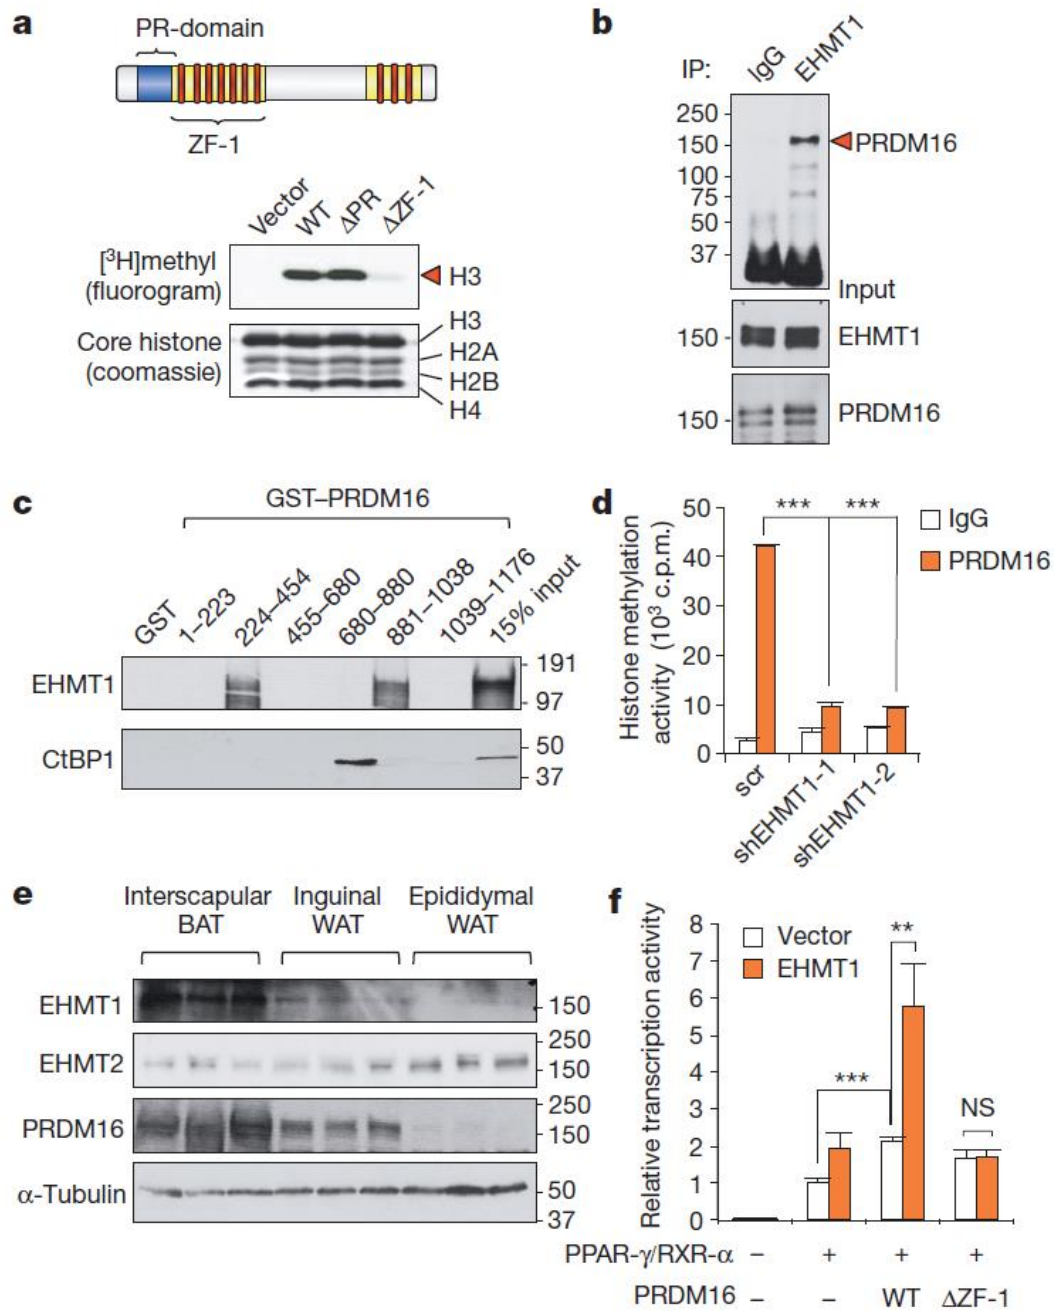 a
PR-domain
ZF-1
Vector
WT
ΔPR
ΔZF-1
[³H]methyl
(fluorogram)
H3
Core histone
(coomassie)
H3
H2A
H2B
H4
b
IP:
IgG
EHMT1
250
150
100
75
50
37
PRDM16
Input
150
EHMT1
150
PRDM16
c
GST–PRDM16
GST
1–223
224–454
455–680
680–880
881–1038
1039–1176
15% input
EHMT1
191
97
CtBP1
50
37
d
Histone methylation
activity (10³ c.p.m.)
50
40
30
20
10
0
***
***
IgG
PRDM16
scr
shEHMT1-1
shEHMT1-2
e
Interscapular
BAT
Inguinal
WAT
Epididymal
WAT
EHMT1
150
EHMT2
250
150
PRDM16
250
150
α-Tubulin
50
37
f
Relative transcription activity
8
7
6
5
4
3
2
1
0
Vector
EHMT1
***
**
NS
PPAR-γ/RXR-α – + + +
PRDM16 – – WT ΔZF-1